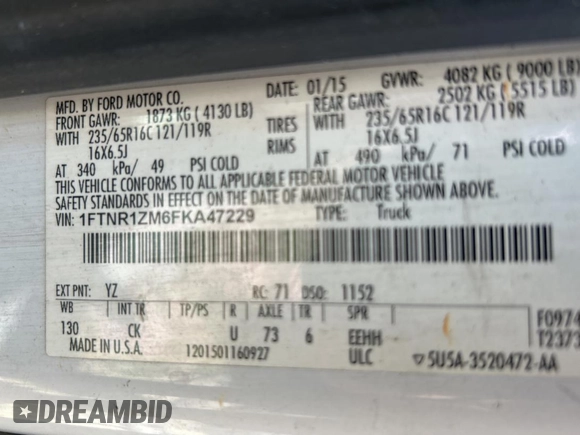 MFD. BY FORD MOTOR CO.
DATE: 01/15 GVWR: 4082 KG ( 9000 LB)
FRONT GAWR: 1873 KG ( 4130 LB)
REAR GAWR: 2502 KG ( 5515 LB)
WITH 235/65R16C 121/119R TIRES WITH 235/65R16C 121/119R
16X6.5J RIMS 16X6.5J
AT 340 kPa/ 49 PSI COLD AT 490 kPa/ 71 PSI COLD
THIS VEHICLE CONFORMS TO ALL APPLICABLE FEDERAL MOTOR VEHICLE
SAFETY STANDARDS IN EFFECT ON THE DATE OF MANUFACTURE SHOWN ABOVE.
VIN: 1FTNR1ZM6FKA47229 TYPE: Truck
EXT PNT: YZ RC: 71 DSO: 1152
WB INT TR TP/PS R AXLE TR SPR F0974
130 CK U 73 6 EEHH T2373
MADE IN U.S.A. 1201501160927 ULC ▽5U5A-3520472-AA
DREAMBID